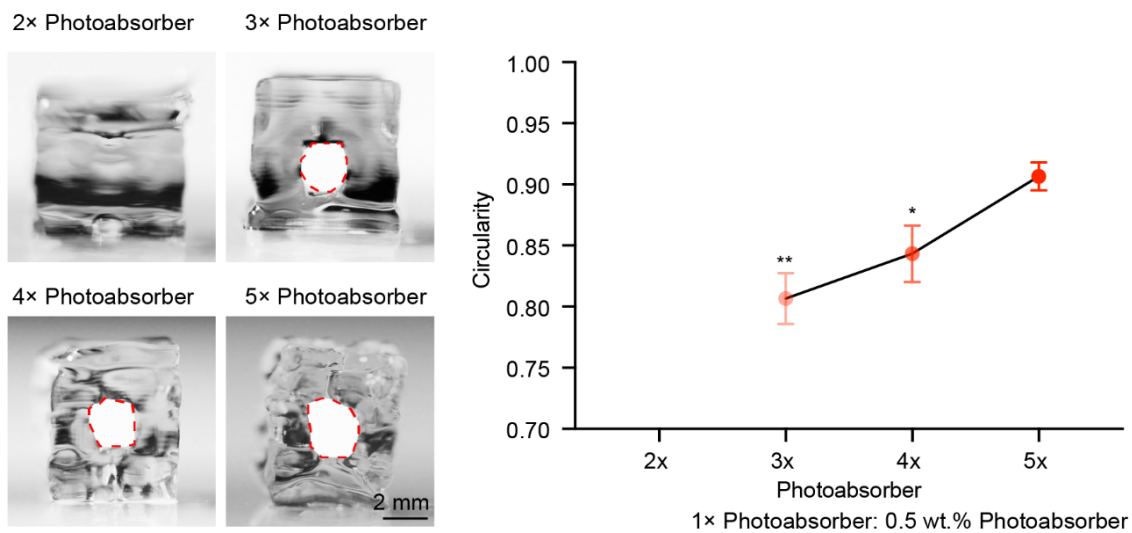 2× Photoabsorber
3× Photoabsorber
4× Photoabsorber
5× Photoabsorber
2 mm
1.00
0.95
0.90
0.85
0.80
0.75
0.70
Circularity
**
*
2x
3x
4x
5x
Photoabsorber
1× Photoabsorber: 0.5 wt.% Photoabsorber